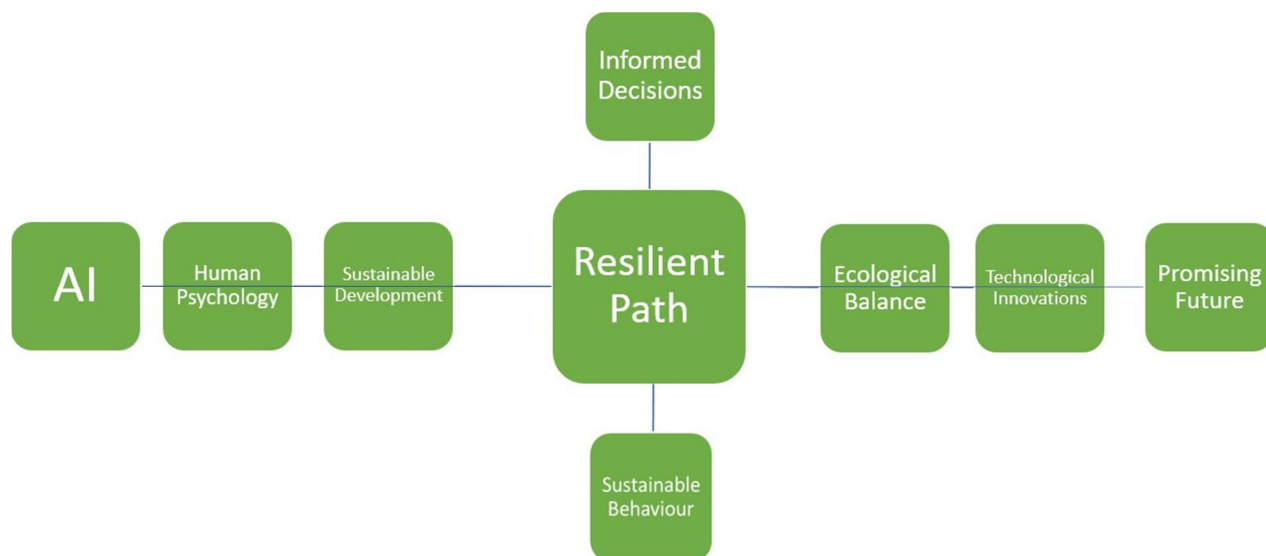 Informed
Decisions
AI
Human
Psychology
Sustainable
Development
Resilient
Path
Ecological
Balance
Technological
Innovations
Promising
Future
Sustainable
Behaviour